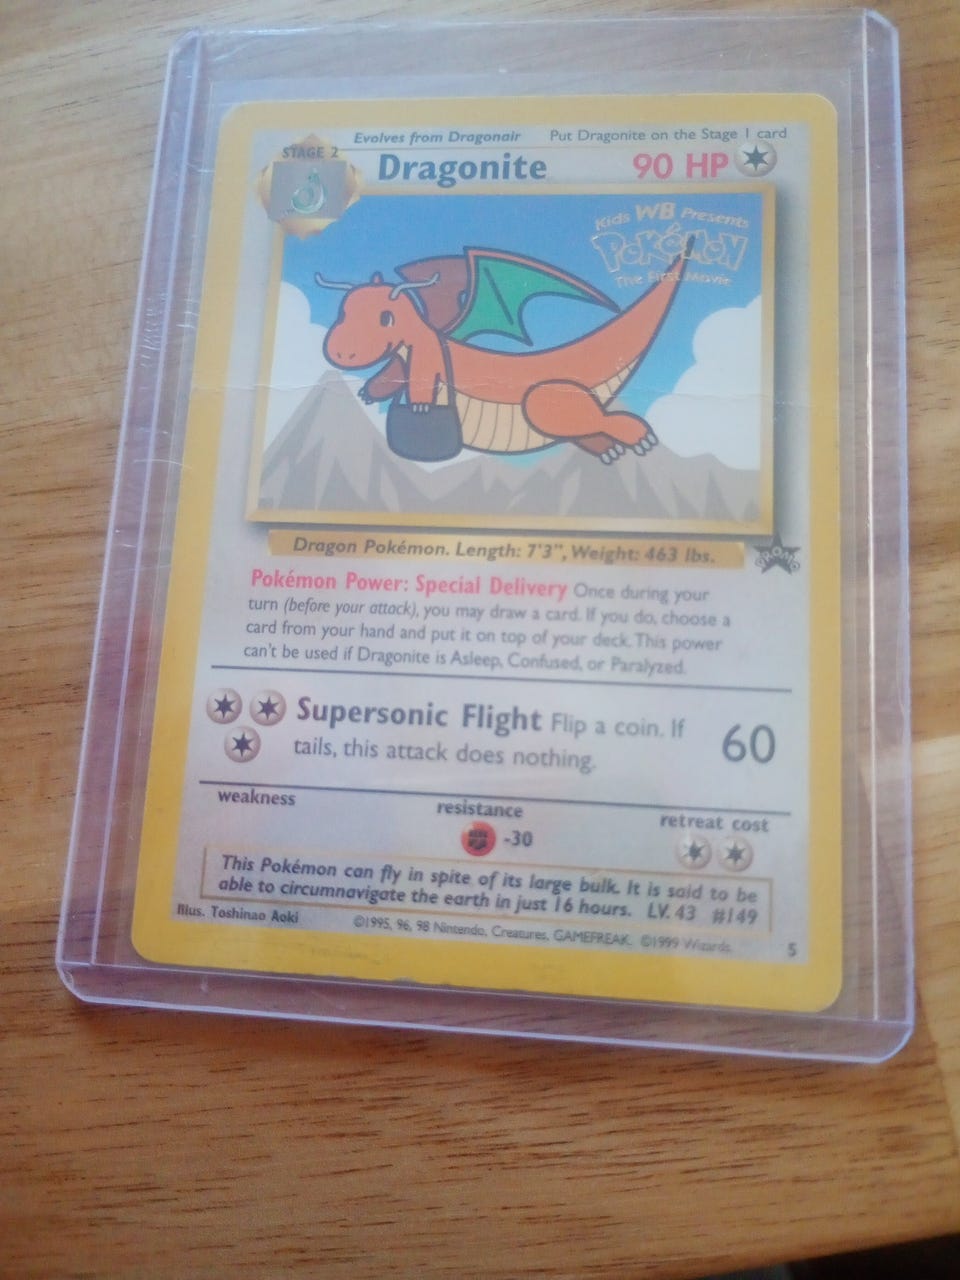 Evolves from Dragonair Put Dragonite on the Stage 1 card
STAGE 2
Dragonite 90 HP
Kids WB Presents
POKéMON
The First Movie
Dragon Pokémon. Length: 7'3", Weight: 463 lbs.
PROMO
Pokémon Power: Special Delivery Once during your
turn (before your attack), you may draw a card. If you do, choose a
card from your hand and put it on top of your deck. This power
can't be used if Dragonite is Asleep, Confused, or Paralyzed.
Supersonic Flight Flip a coin. If
tails, this attack does nothing.
60
weakness
resistance
retreat cost
-30
This Pokémon can fly in spite of its large bulk. It is said to be
able to circumnavigate the earth in just 16 hours. LV. 43 #149
Illus. Toshinao Aoki ©1995, 96, 98 Nintendo, Creatures, GAMEFREAK. ©1999 Wizards. 5